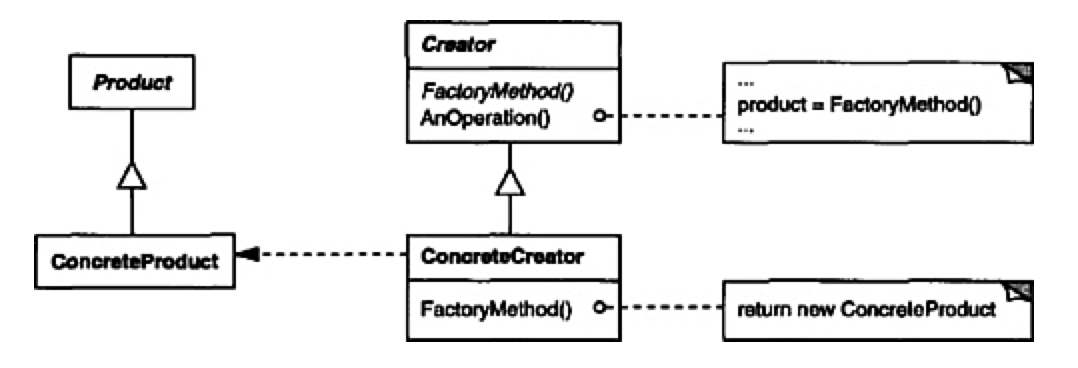 Product
ConcreteProduct
Creator
FactoryMethod()
AnOperation()
...
product = FactoryMethod()
...
ConcreteCreator
FactoryMethod()
return new ConcreteProduct